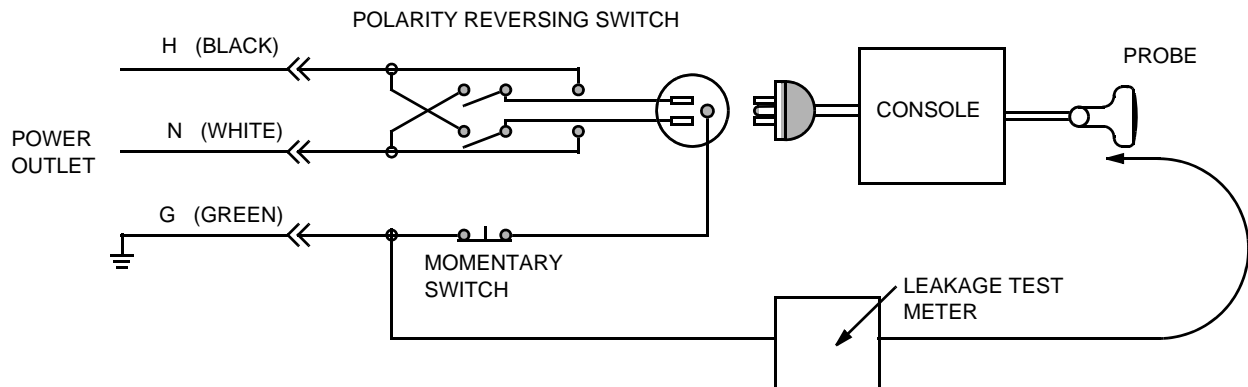 POLARITY REVERSING SWITCH
H (BLACK)
PROBE
CONSOLE
N (WHITE)
POWER
OUTLET
G (GREEN)
MOMENTARY
SWITCH
LEAKAGE TEST
METER